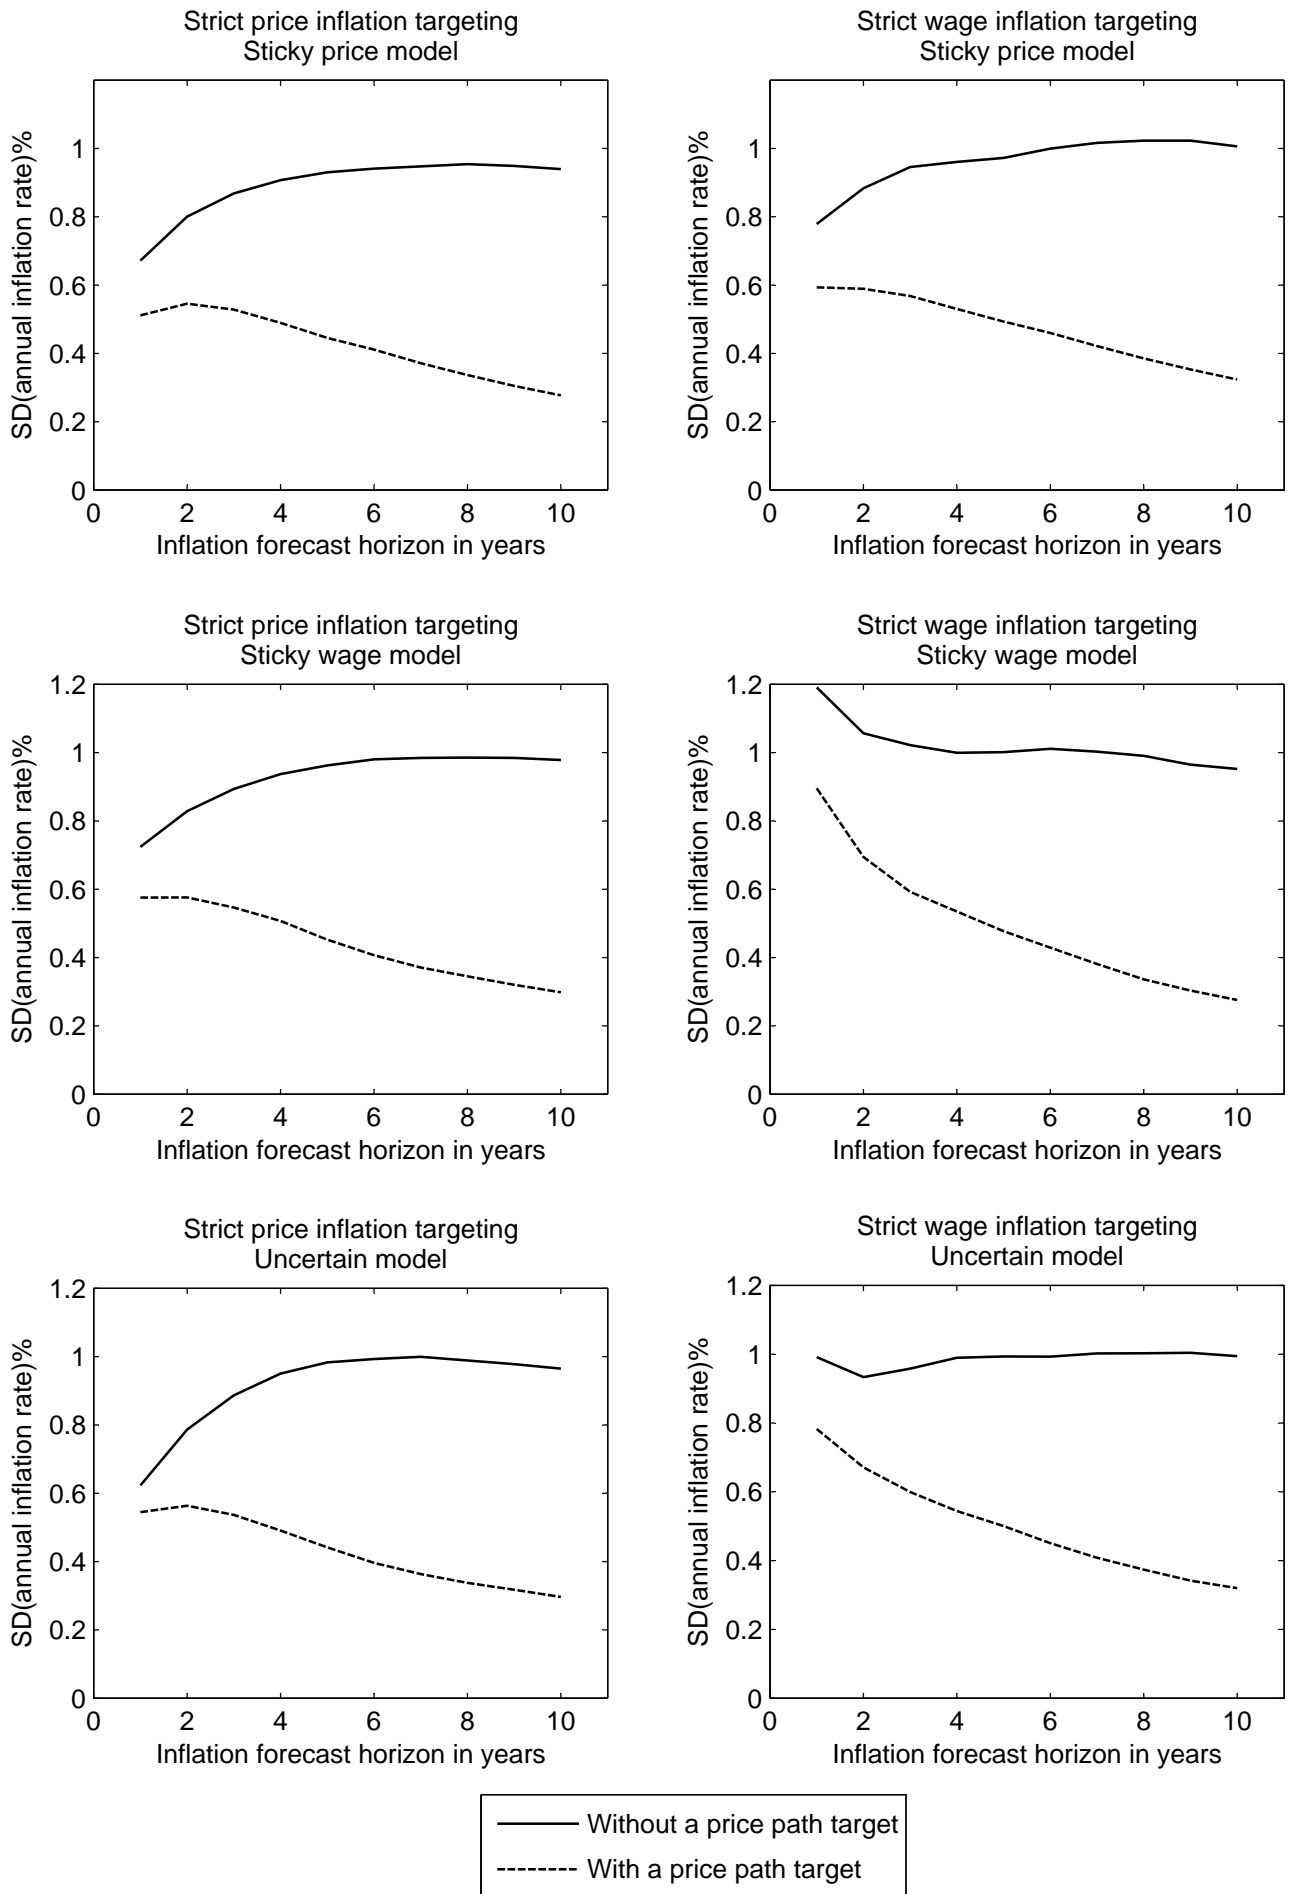 Strict price inflation targeting
Sticky price model
SD(annual inflation rate)%
1
0.8
0.6
0.4
0.2
0
0 2 4 6 8 10
Inflation forecast horizon in years
Strict wage inflation targeting
Sticky price model
SD(annual inflation rate)%
1
0.8
0.6
0.4
0.2
0
0 2 4 6 8 10
Inflation forecast horizon in years
Strict price inflation targeting
Sticky wage model
SD(annual inflation rate)%
1.2
1
0.8
0.6
0.4
0.2
0
0 2 4 6 8 10
Inflation forecast horizon in years
Strict wage inflation targeting
Sticky wage model
SD(annual inflation rate)%
1.2
1
0.8
0.6
0.4
0.2
0
0 2 4 6 8 10
Inflation forecast horizon in years
Strict price inflation targeting
Uncertain model
SD(annual inflation rate)%
1.2
1
0.8
0.6
0.4
0.2
0
0 2 4 6 8 10
Inflation forecast horizon in years
Strict wage inflation targeting
Uncertain model
SD(annual inflation rate)%
1.2
1
0.8
0.6
0.4
0.2
0
0 2 4 6 8 10
Inflation forecast horizon in years
Without a price path target
With a price path target